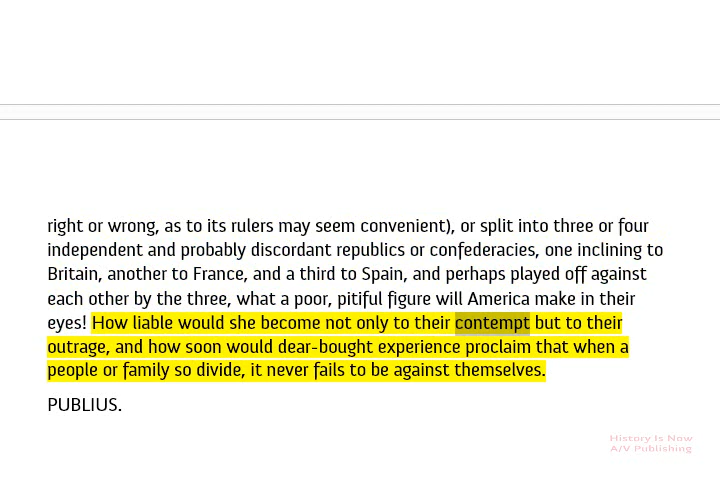 right or wrong, as to its rulers may seem convenient), or split into three or four
independent and probably discordant republics or confederacies, one inclining to
Britain, another to France, and a third to Spain, and perhaps played off against
each other by the three, what a poor, pitiful figure will America make in their
eyes! How liable would she become not only to their contempt but to their
outrage, and how soon would dear-bought experience proclaim that when a
people or family so divide, it never fails to be against themselves.
PUBLIUS.
History Is Now
A/V Publishing